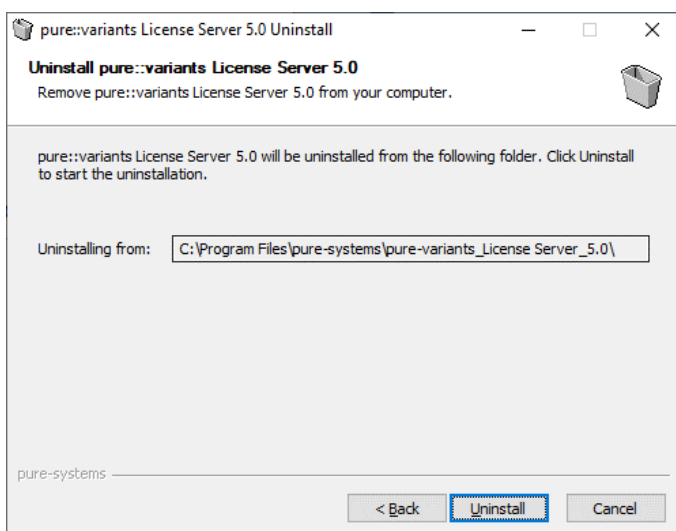 pure::variants License Server 5.0 Uninstall
Uninstall pure::variants License Server 5.0
Remove pure::variants License Server 5.0 from your computer.
pure::variants License Server 5.0 will be uninstalled from the following folder. Click Uninstall
to start the uninstallation.
Uninstalling from: C:\Program Files\pure-systems\pure-variants_License Server_5.0\
pure-systems
< Back Uninstall Cancel